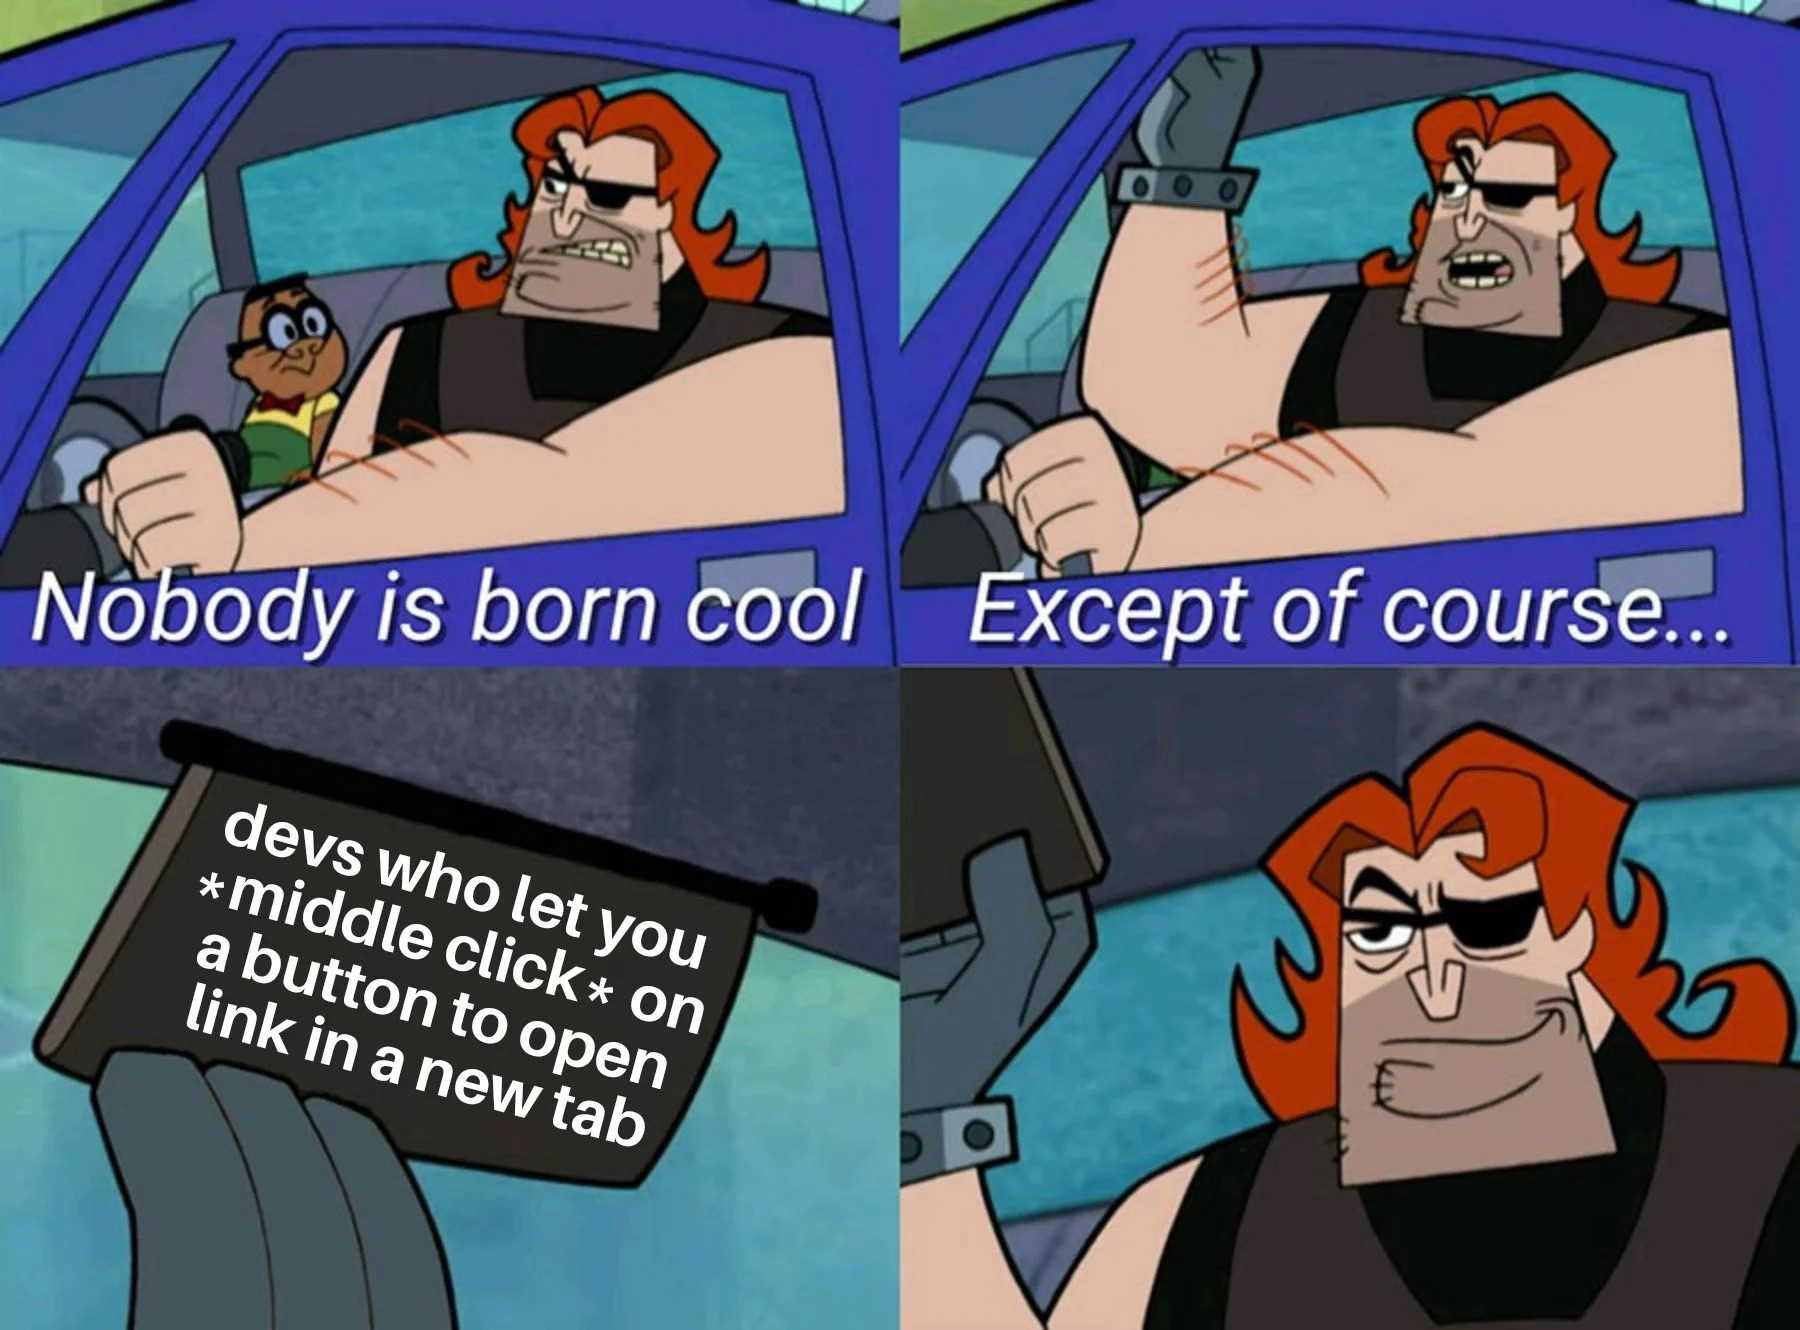 Nobody is born cool
Except of course...
devs who let you
*middle click* on
a button to open
link in a new tab